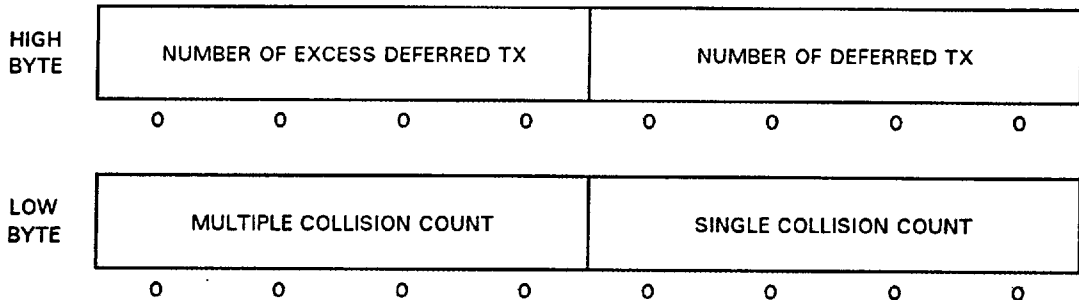 HIGH BYTE
NUMBER OF EXCESS DEFERRED TX
NUMBER OF DEFERRED TX
0 0 0 0 0 0 0 0
LOW BYTE
MULTIPLE COLLISION COUNT
SINGLE COLLISION COUNT
0 0 0 0 0 0 0 0